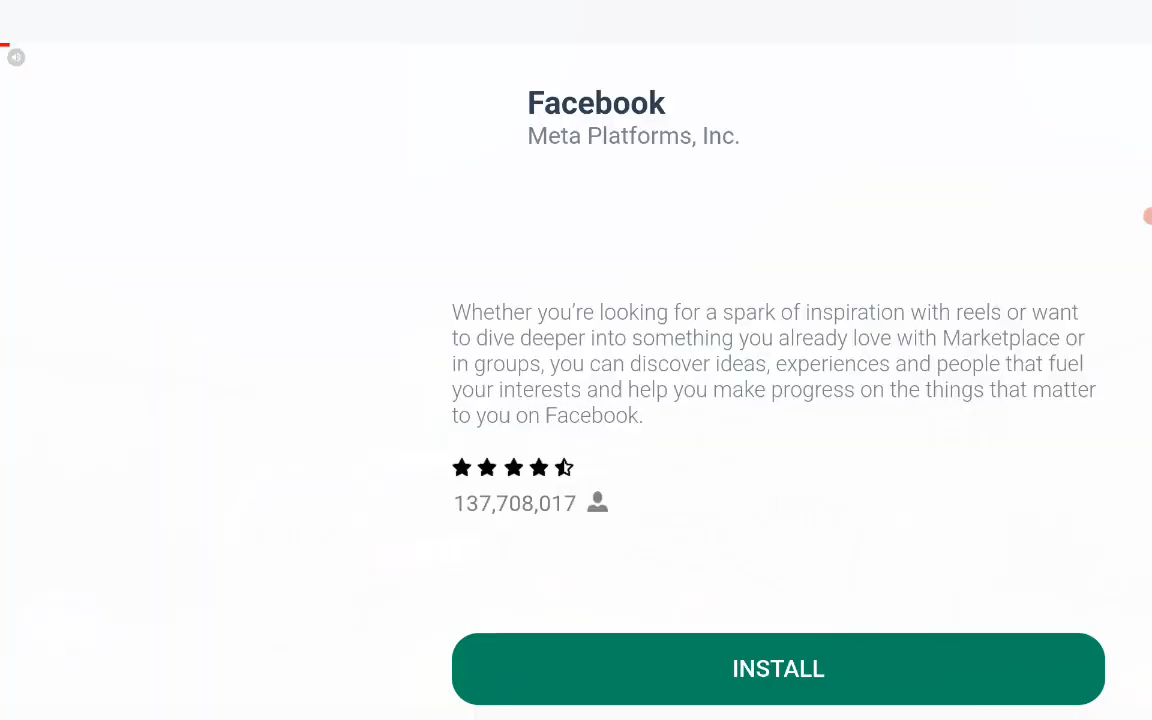 Facebook
Meta Platforms, Inc.
Whether you’re looking for a spark of inspiration with reels or want
to dive deeper into something you already love with Marketplace or
in groups, you can discover ideas, experiences and people that fuel
your interests and help you make progress on the things that matter
to you on Facebook.
137,708,017
INSTALL